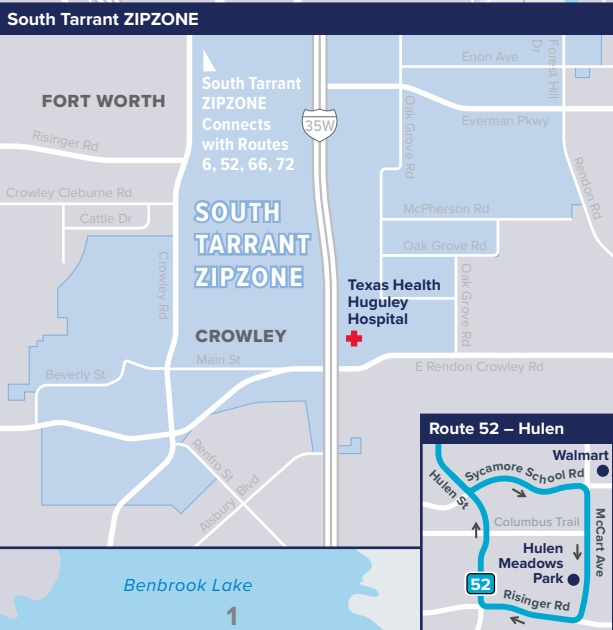 South Tarrant ZIPZONE
Enon Ave
Forest Hill
Dr
South Tarrant
ZIPZONE
Connects
with Routes
6, 52, 66, 72
FORT WORTH
35W
Oak Grove Rd
Everman Pkwy
Risinger Rd
Rendon Rd
Crowley Cleburne Rd
Cattle Dr
SOUTH
TARRANT
ZIPZONE
McPherson Rd
Oak Grove Rd
Crowley Rd
Oak Grove Rd
Texas Health
Huguley
Hospital
CROWLEY
Main St
E Rendon Crowley Rd
Beverly St
Renfro St
Alsbury Blvd
Route 52 – Hulen
Walmart
Sycamore School Rd
Hulen St
Columbus Trail
McCart Ave
Hulen
Meadows
Park
52
Risinger Rd
Benbrook Lake
1